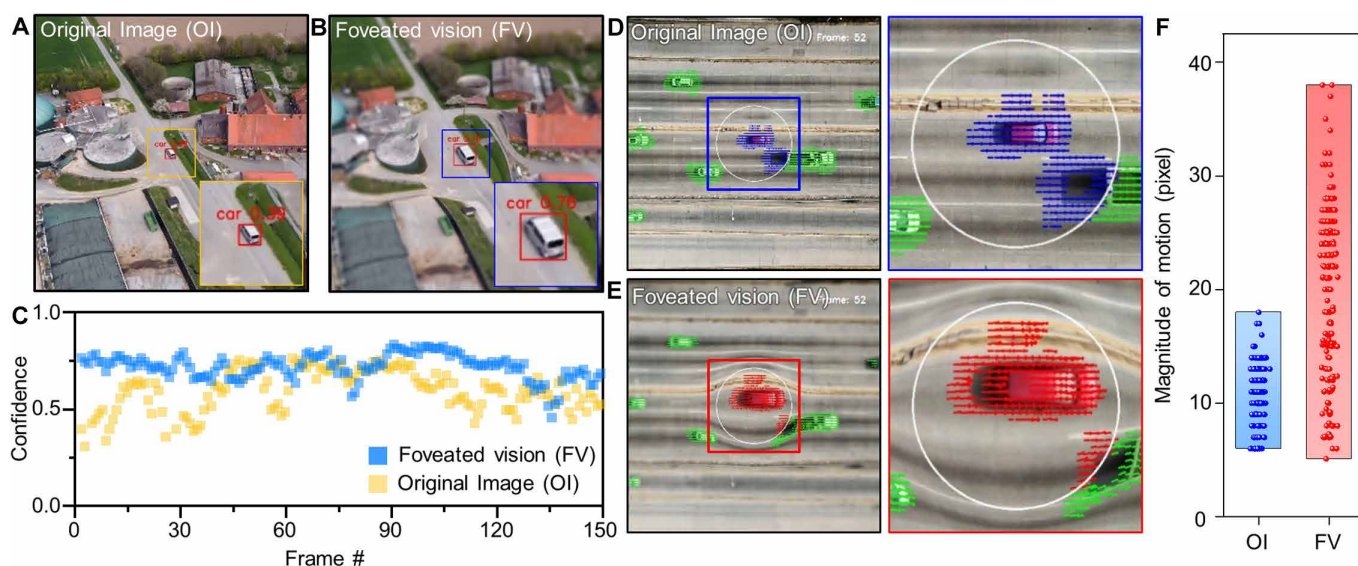 A
Original Image (OI)
car 0.39
B
Foveated vision (FV)
car 0.76
C
1.0
0.5
0.0
Confidence
Foveated vision (FV)
Original Image (OI)
0
30
60
90
120
150
Frame #
D
Original Image (OI)
Frame: 52
E
Foveated vision (FV)
Frame: 52
F
40
30
20
10
0
Magnitude of motion (pixel)
OI
FV